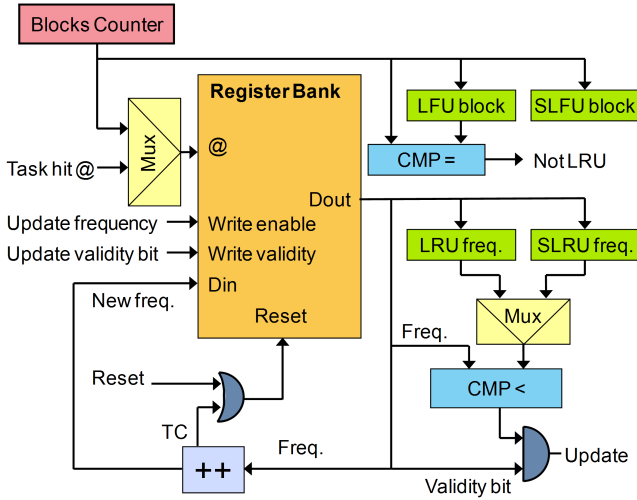 Blocks Counter
Register Bank
LFU block
SLFU block
Mux
@
CMP =
Not LRU
Task hit @
Dout
Update frequency
Write enable
Update validity bit
Write validity
LRU freq.
SLRU freq.
New freq.
Din
Reset
Mux
Freq.
Reset
CMP <
TC
++
Freq.
Update
Validity bit